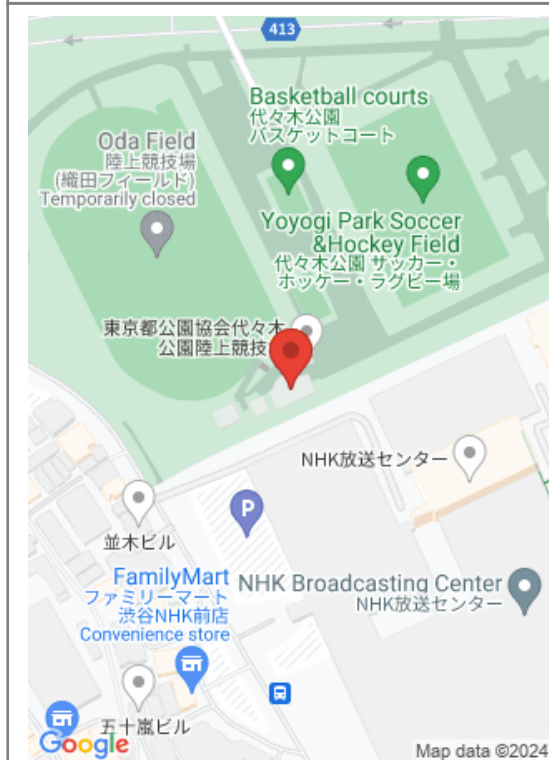 413
Basketball courts
代々木公園
バスケットコート
Oda Field
陸上競技場
(織田フィールド)
Temporarily closed
Yoyogi Park Soccer
&Hockey Field
代々木公園 サッカー・
ホッケー・ラグビー場
東京都公園協会代々木
公園陸上競技
NHK放送センター
P
並木ビル
FamilyMart
ファミリーマート
渋谷NHK前店
Convenience store
NHK Broadcasting Center
NHK放送センター
五十嵐ビル
Google
Map data ©2024